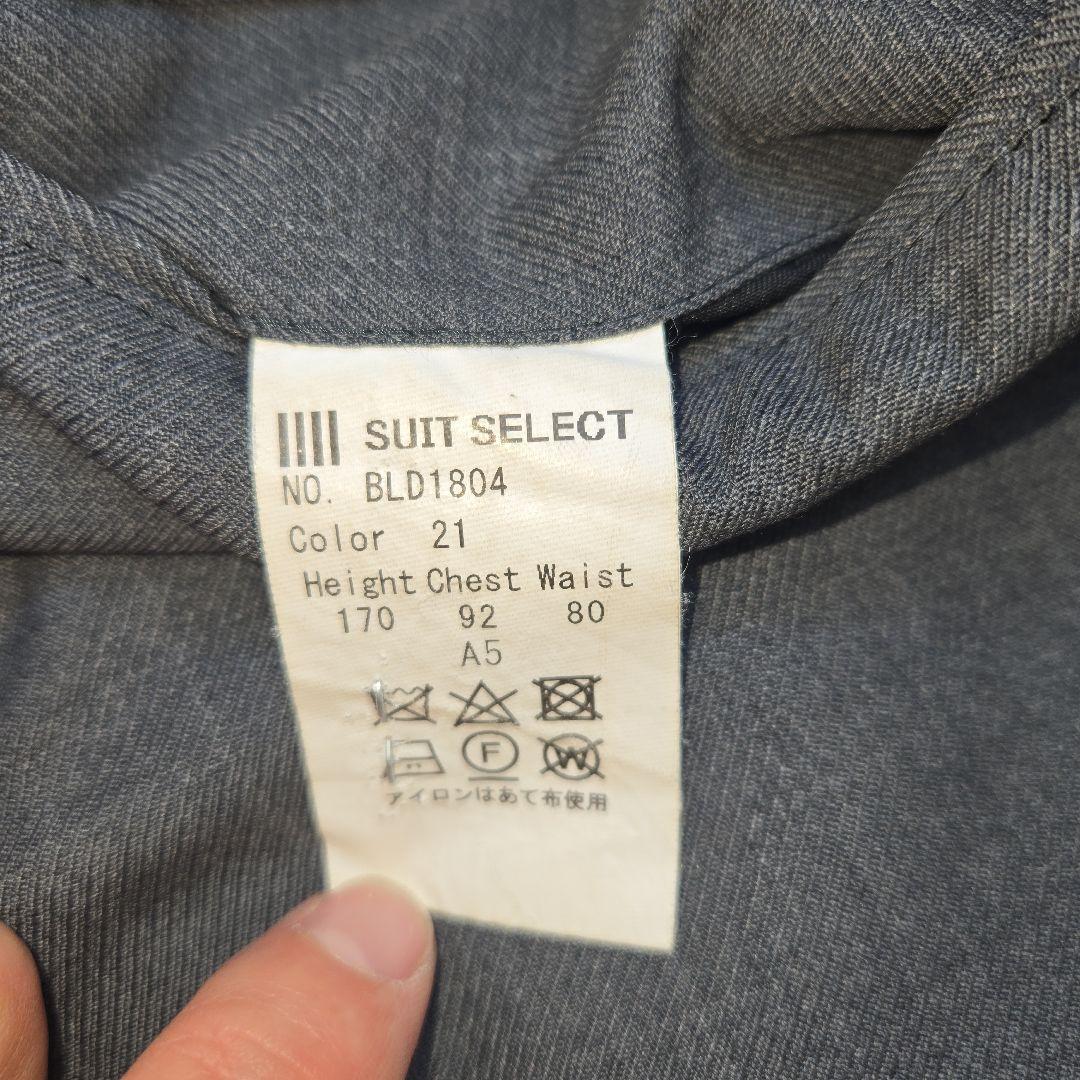 SUIT SELECT
NO. BLD1804
Color 21
Height Chest Waist
170 92 80
A5
F W
アイロンはあて布使用